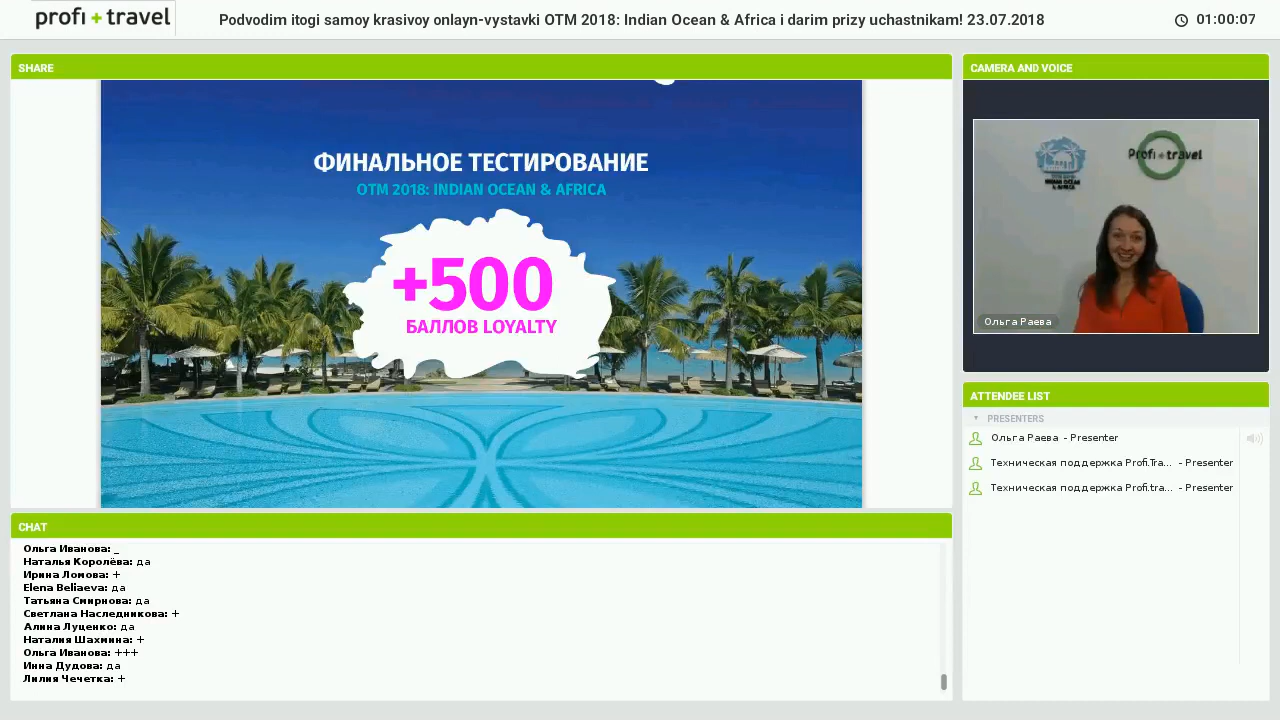 profi + travel
Podvodim itogi samoy krasivoy onlayn-vystavki OTM 2018: Indian Ocean & Africa i darim prizy uchastnikam! 23.07.2018
01:00:07
SHARE
ФИНАЛЬНОЕ ТЕСТИРОВАНИЕ
OTM 2018: INDIAN OCEAN & AFRICA
+500
БАЛЛОВ LOYALTY
CAMERA AND VOICE
INDIAN OCEAN
& AFRICA
Profi + travel
Ольга Раева
ATTENDEE LIST
PRESENTERS
Ольга Раева - Presenter
Техническая поддержка Profi.Tra... - Presenter
Техническая поддержка Profi.tra... - Presenter
CHAT
Ольга Иванова: _
Наталья Королёва: да
Ирина Ломова: +
Elena Beliaeva: да
Татьяна Смирнова: да
Светлана Наследникова: +
Алина Луценко: да
Наталия Шахмина: +
Ольга Иванова: +++
Инна Дудова: да
Лилия Чечетка: +